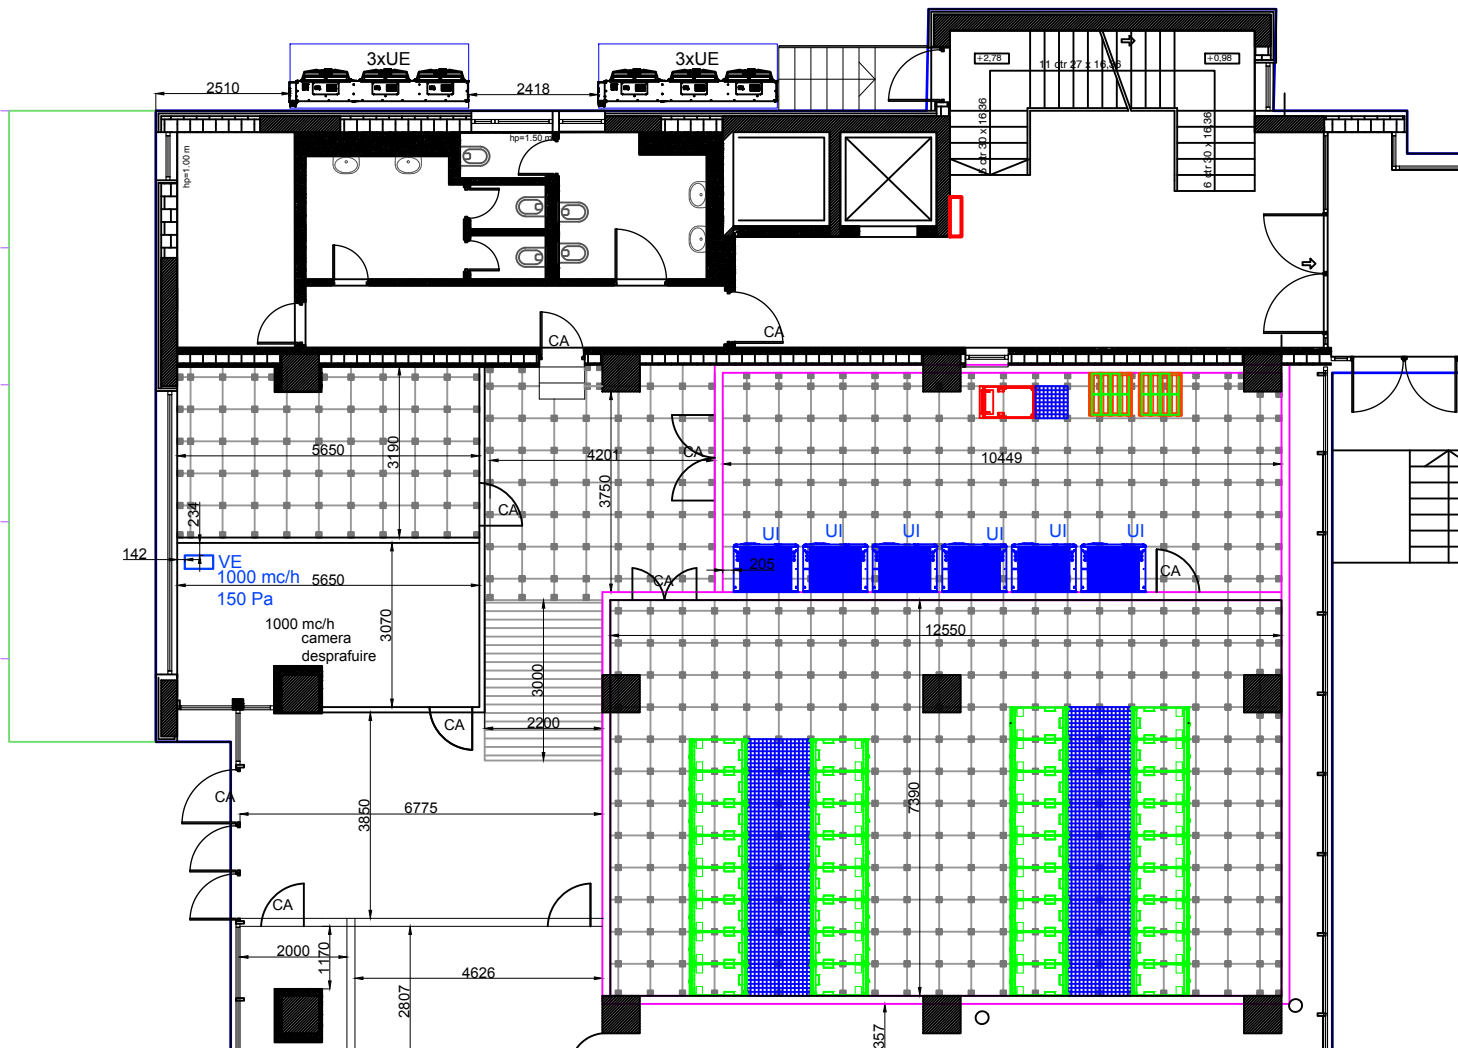 3xUE
3xUE
2510
2418
+2,78
+0,98
11 ctr 27 x 16,36
5 ctr 30 x 16,36
6 ctr 30 x 16,36
hp=1.50 m
hp=1.00 m
CA
CA
5650
3190
4201
3750
CA
10449
CA
234
142
VE
1000 mc/h
150 Pa
5650
UI
UI
UI
UI
UI
UI
205
CA
CA
1000 mc/h
camera
desprafuire
3070
12550
3000
2200
CA
CA
6775
3850
7390
CA
2000
1170
4626
2807
357